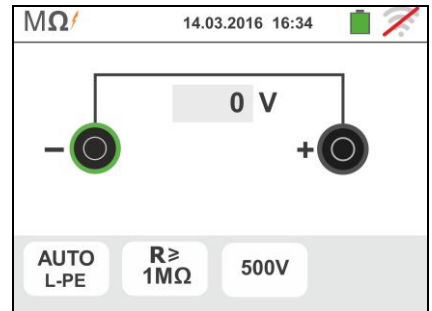 MΩ 14.03.2016 16:34
0 V
– +
AUTO R≥ 500V
L-PE 1MΩ